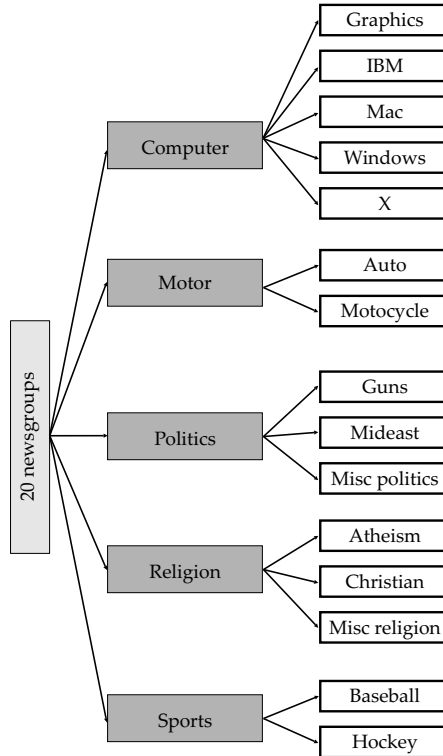 20 newsgroups
Computer
Graphics
IBM
Mac
Windows
X
Motor
Auto
Motocycle
Politics
Guns
Mideast
Misc politics
Religion
Atheism
Christian
Misc religion
Sports
Baseball
Hockey